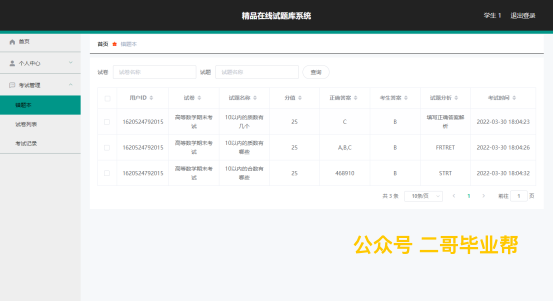 精品在线试题库系统
学生 1 退出登录
首页
个人中心
考试管理
错题本
试卷列表
考试记录
首页 错题本
试卷 试卷名称 试题 试题名称 查询
用户ID 试卷 试题名称 分值 正确答案 考生答案 试题分析 考试时间
1620524792015 高等数学期末考试 10以内的质数有几个 25 C B 填写正确答案解析 2022-03-30 18:04:23
1620524792015 高等数学期末考试 10以内的质数有哪些 25 A,B,C B FRTRET 2022-03-30 18:04:26
1620524792015 高等数学期末考试 10以内的合数有哪些 25 468910 B STRT 2022-03-30 18:04:32
共 3 条 10条/页 1 前往 1 页
公众号 二哥毕业帮